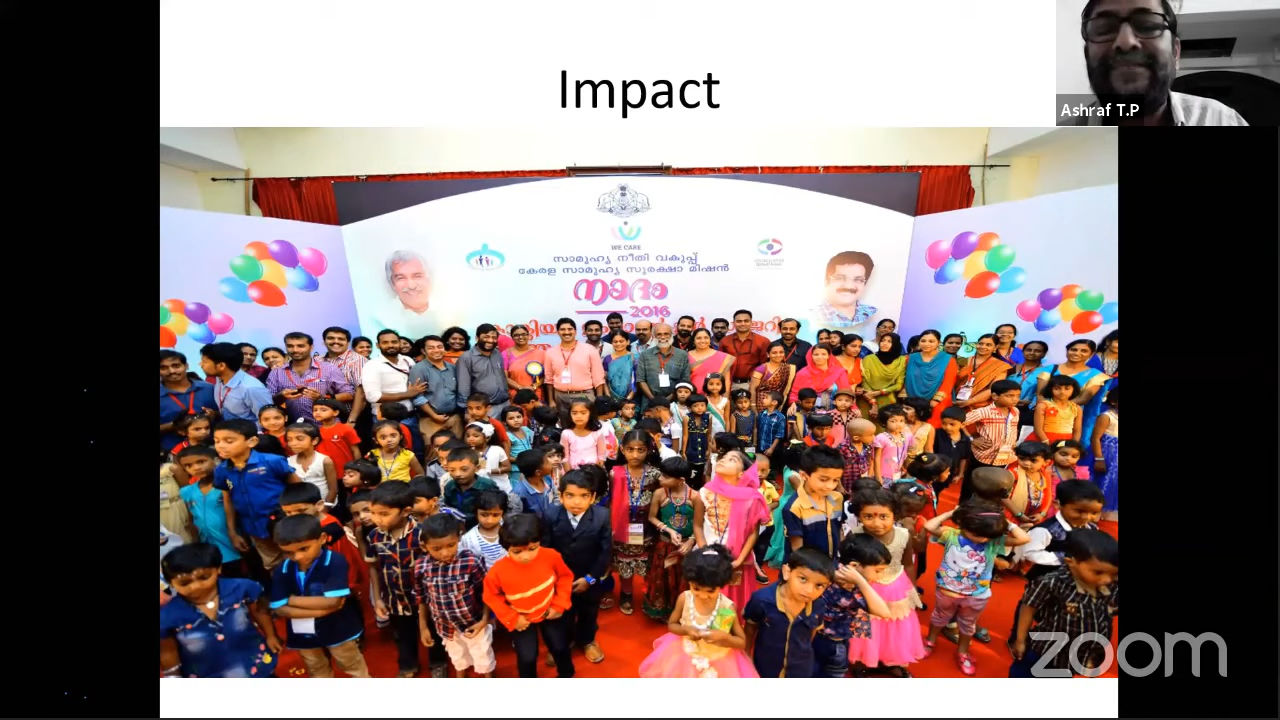 Impact
Ashraf T.P
WE CARE
സാമൂഹ്യ നീതി വകുപ്പ്
കേരള സാമൂഹ്യ സുരക്ഷാ മിഷൻ
നാദം
2016
zoom